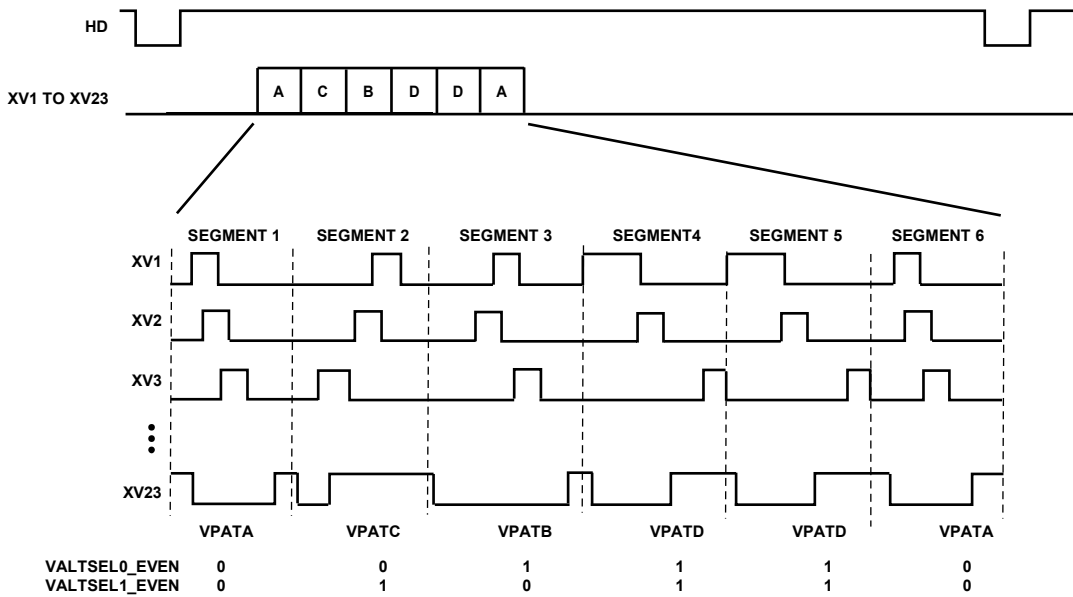 HD
XV1 TO XV23
A C B D D A
SEGMENT 1 SEGMENT 2 SEGMENT 3 SEGMENT4 SEGMENT 5 SEGMENT 6
XV1
XV2
XV3
XV23
VPATA VPATC VPATB VPATD VPATD VPATA
VALTSEL0_EVEN 0 0 1 1 1 0
VALTSEL1_EVEN 0 1 0 1 1 0